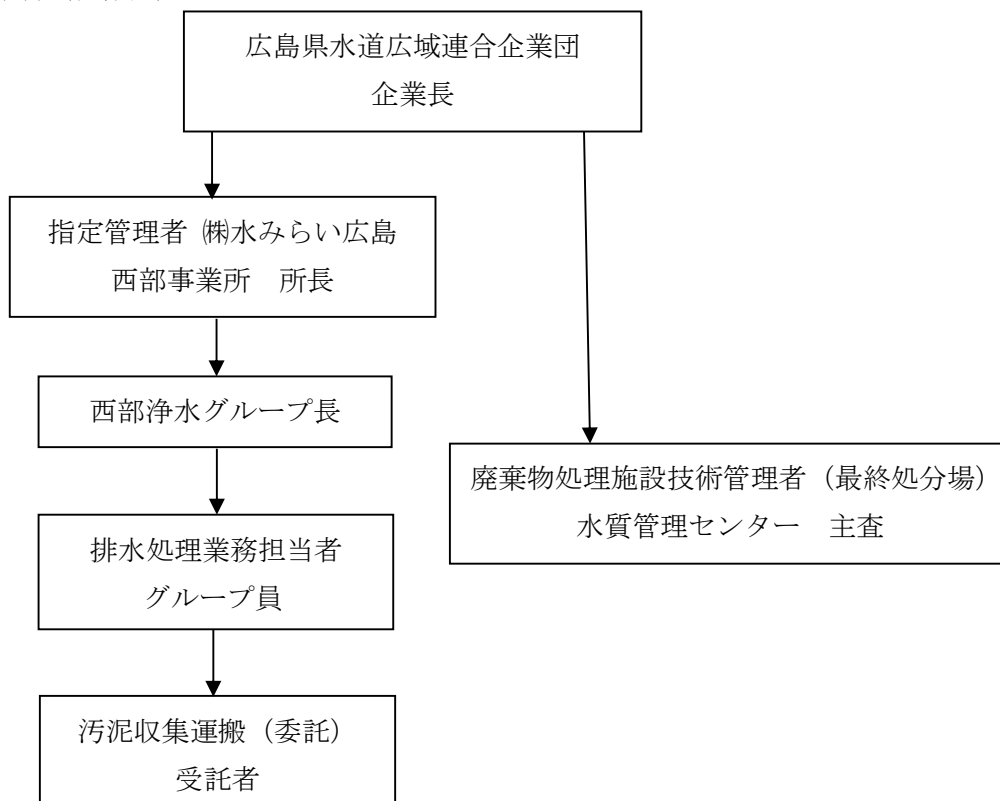 広島県水道広域連合企業団
企業長
指定管理者 ㈱水みらい広島
西部事業所 所長
西部浄水グループ長
廃棄物処理施設技術管理者（最終処分場）
水質管理センター 主査
排水処理業務担当者
グループ員
汚泥収集運搬（委託）
受託者